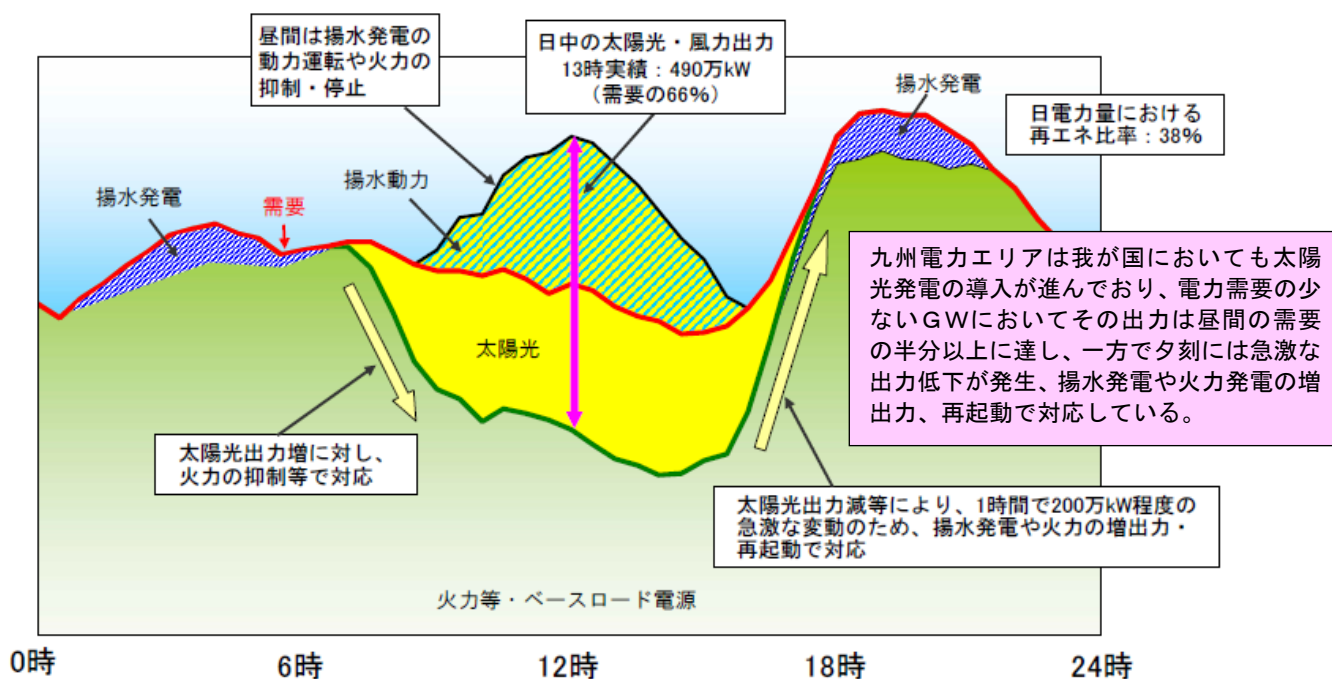 昼間は揚水発電の
動力運転や火力の
抑制・停止
日中の太陽光・風力出力
13時実績：490万kW
（需要の66%）
揚水発電
日電力量における
再エネ比率：38%
揚水発電
需要
揚水動力
九州電力エリアは我が国においても太陽
光発電の導入が進んでおり、電力需要の少
ないＧＷにおいてその出力は昼間の需要
の半分以上に達し、一方で夕刻には急激な
出力低下が発生、揚水発電や火力発電の増
出力、再起動で対応している。
太陽光
太陽光出力増に対し、
火力の抑制等で対応
太陽光出力減等により、1時間で200万kW程度の
急激な変動のため、揚水発電や火力の増出力・
再起動で対応
火力等・ベースロード電源
0時
6時
12時
18時
24時